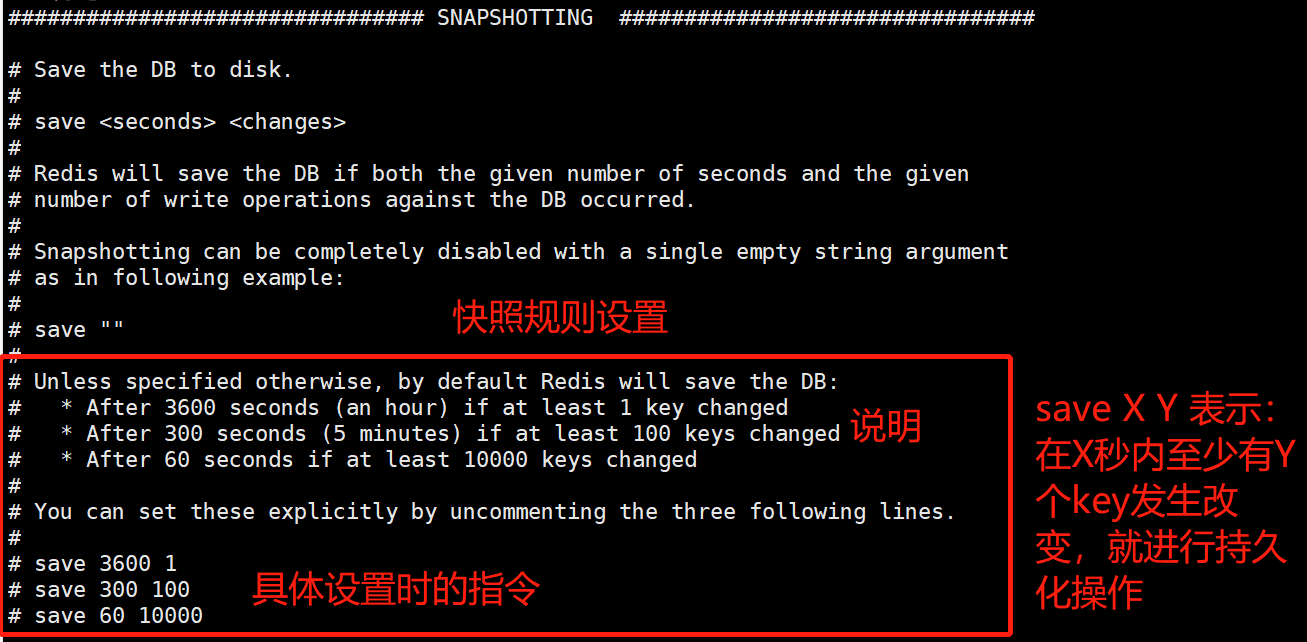 ################################ SNAPSHOTTING  ################################
# Save the DB to disk.
#
# save <seconds> <changes>
#
# Redis will save the DB if both the given number of seconds and the given
# number of write operations against the DB occurred.
#
# Snapshotting can be completely disabled with a single empty string argument
# as in following example:
#
# save ""
快照规则设置
#
# Unless specified otherwise, by default Redis will save the DB:
#   * After 3600 seconds (an hour) if at least 1 key changed
#   * After 300 seconds (5 minutes) if at least 100 keys changed
说明
#   * After 60 seconds if at least 10000 keys changed
#
# You can set these explicitly by uncommenting the three following lines.
#
# save 3600 1
# save 300 100
# save 60 10000
具体设置时的指令
save X Y 表示：
在X秒内至少有Y
个key发生改
变，就进行持久
化操作